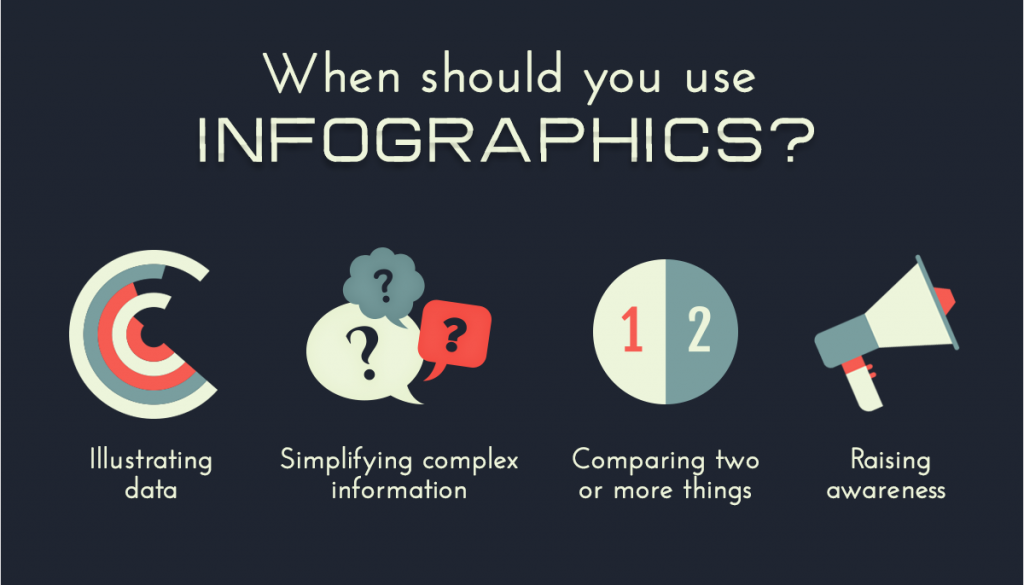 When should you use
INFOGRAPHICS?
?
?
?
1 2
Illustrating
data
Simplifying complex
information
Comparing two
or more things
Raising
awareness